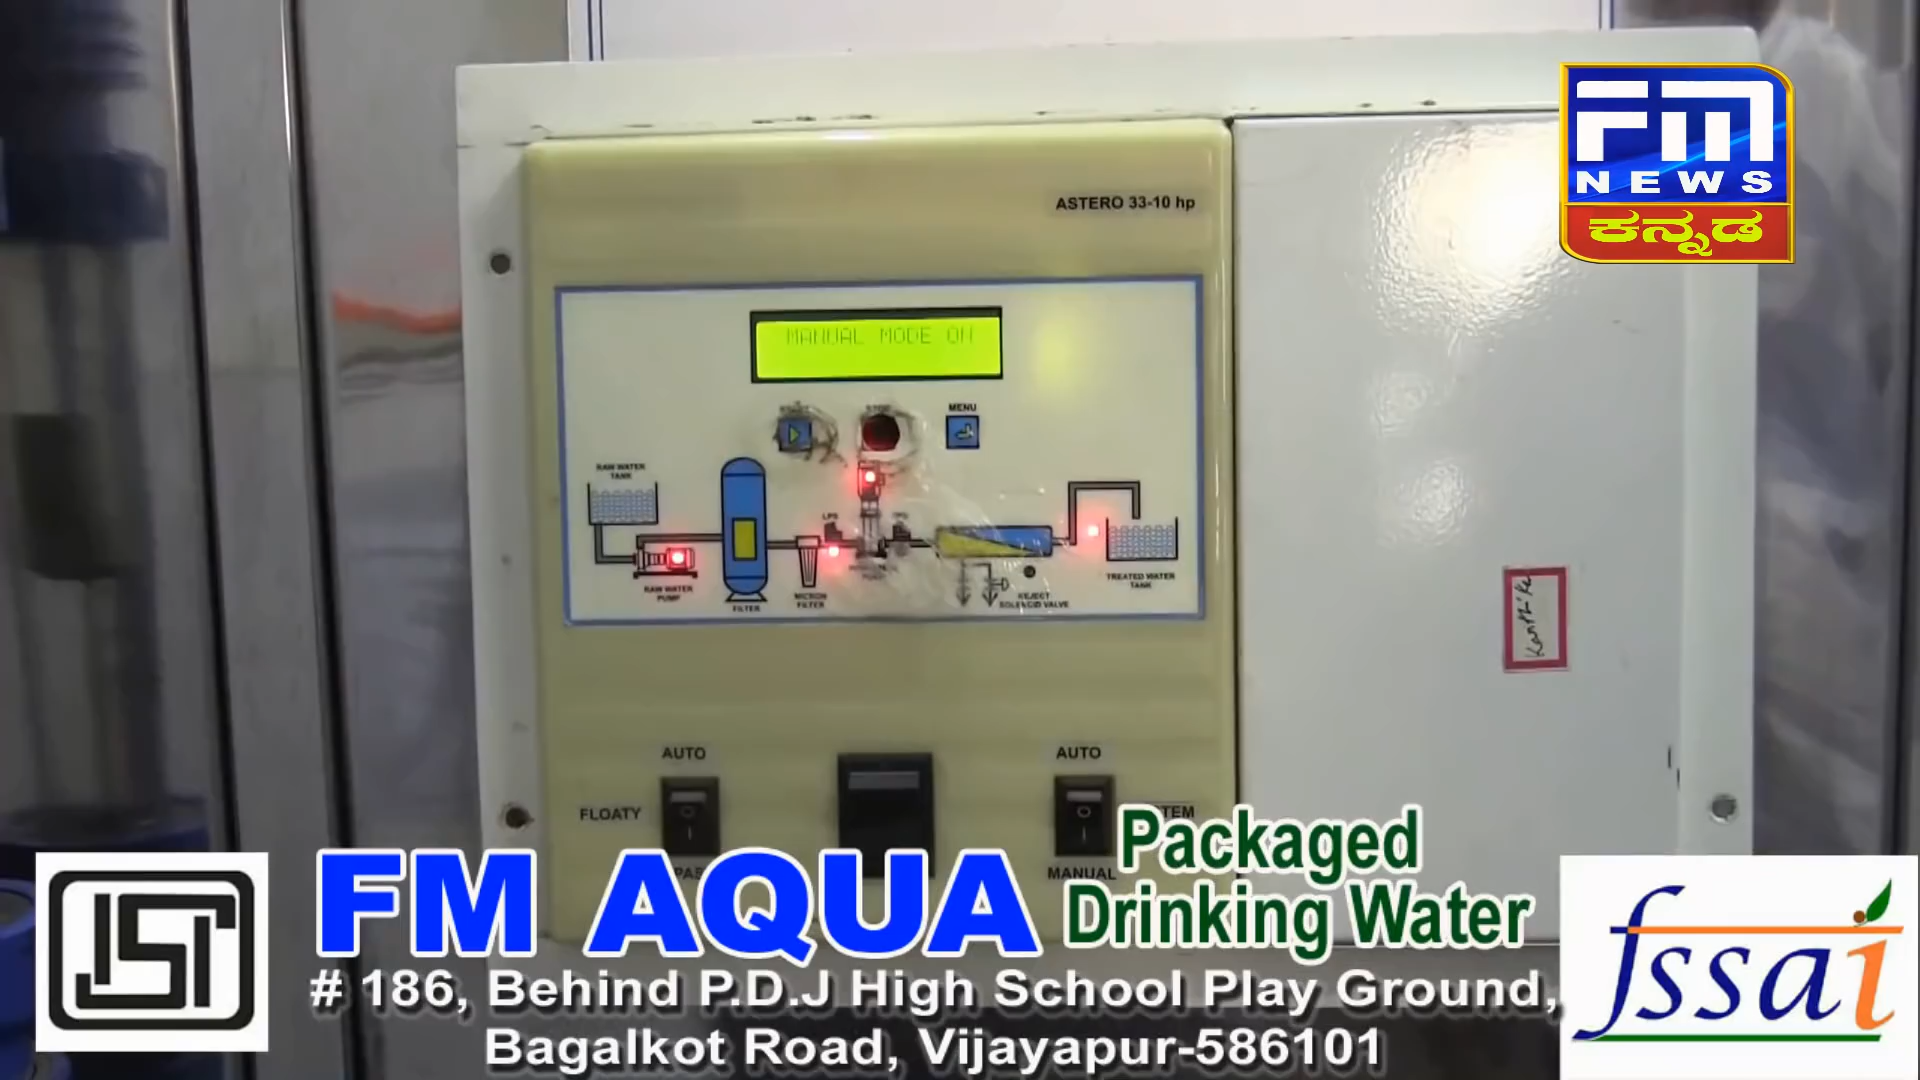 FM
NEWS
ಕನ್ನಡ
ASTERO 33-10 hp
MANUAL MODE ON
MENU
RAW WATER
TANK
LPS
RAW WATER
PUMP
FILTER
MICRON
FILTER
REJECT
SOLENOID VALVE
TREATED WATER
TANK
AUTO
AUTO
FLOATY
MANUAL
ISI
FM AQUA
Packaged
Drinking Water
# 186, Behind P.D.J High School Play Ground,
Bagalkot Road, Vijayapur-586101
fssai